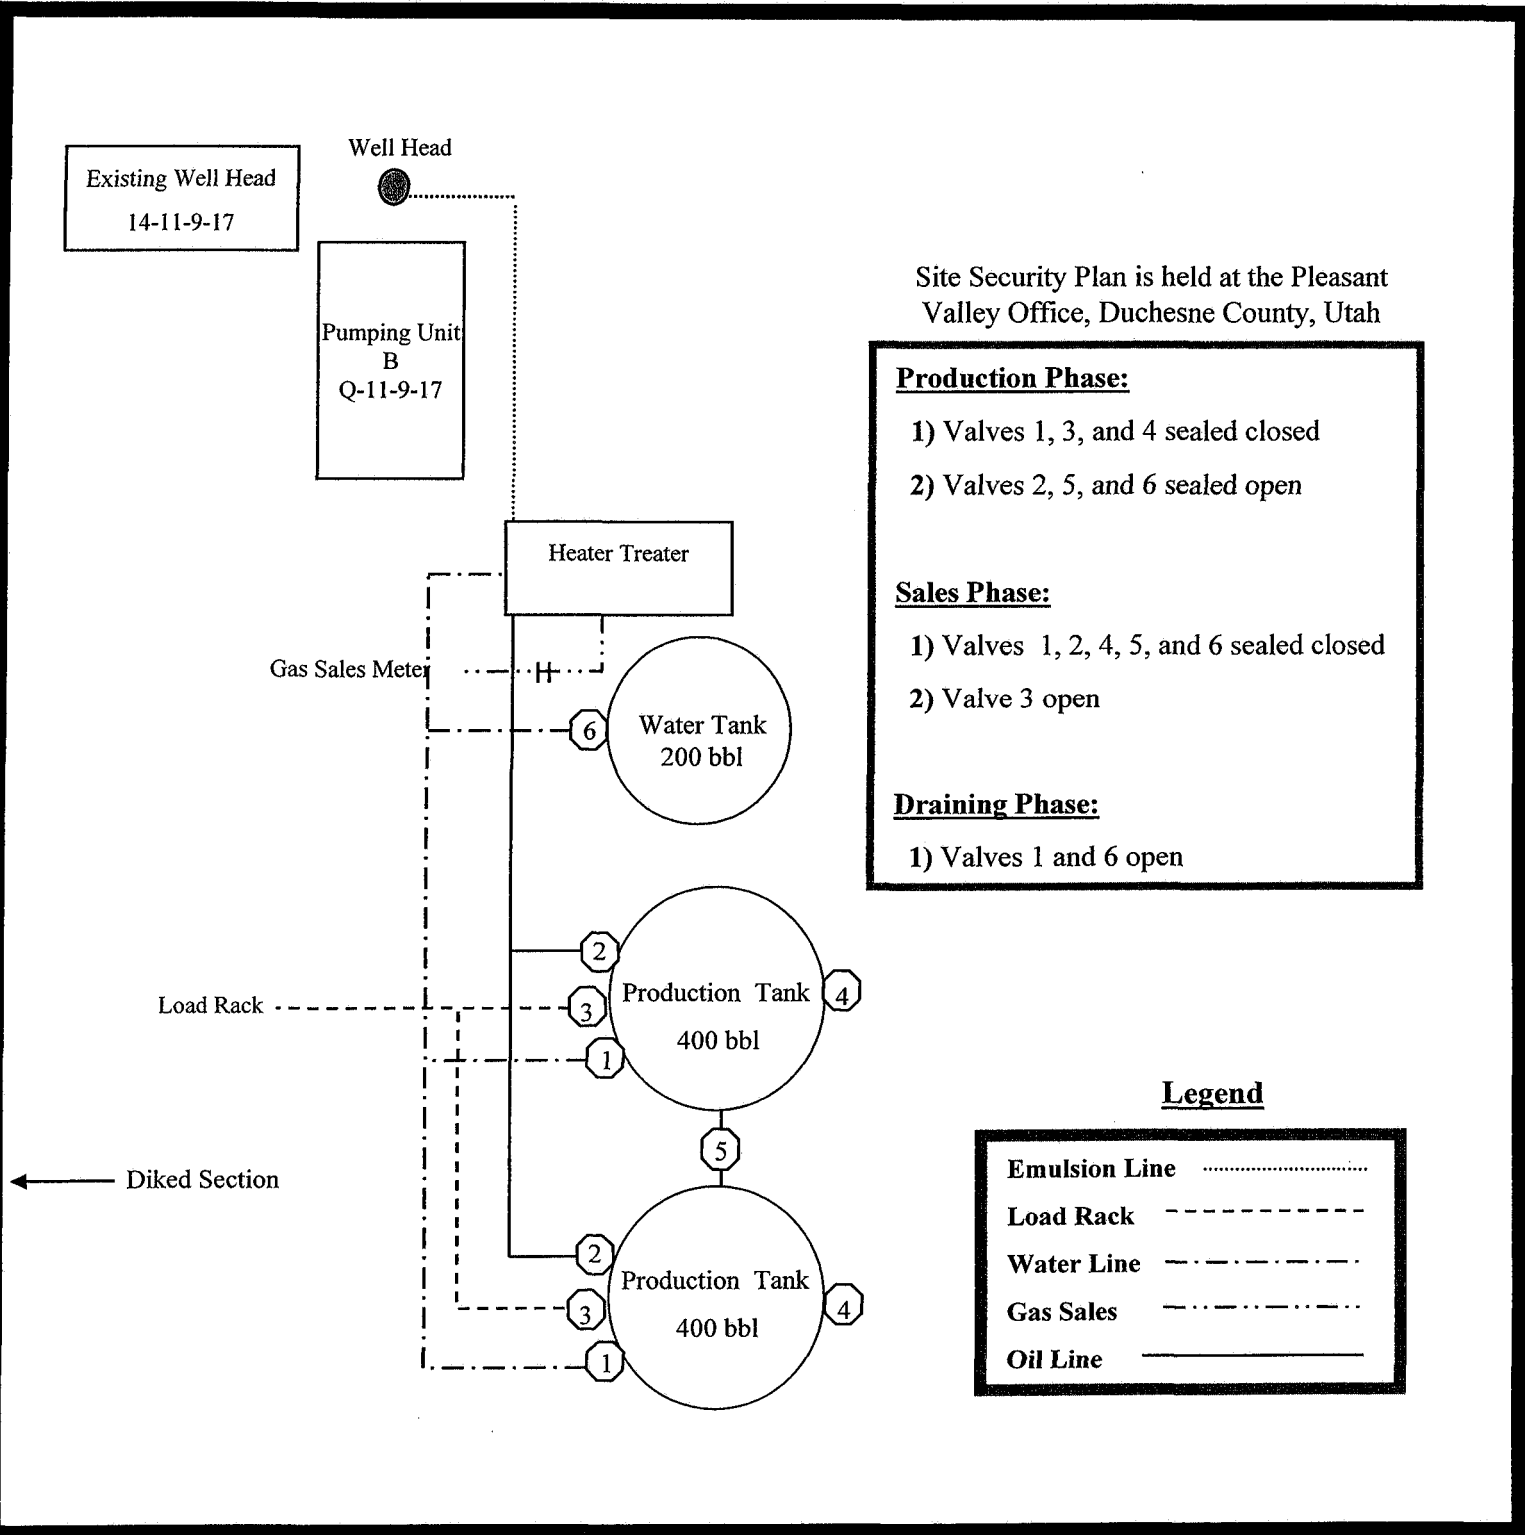 Well Head
Existing Well Head
14-11-9-17
Pumping Unit
B
Q-11-9-17
Site Security Plan is held at the Pleasant
Valley Office, Duchesne County, Utah
Production Phase:
1) Valves 1, 3, and 4 sealed closed
2) Valves 2, 5, and 6 sealed open
Sales Phase:
1) Valves 1, 2, 4, 5, and 6 sealed closed
2) Valve 3 open
Draining Phase:
1) Valves 1 and 6 open
Heater Treater
Gas Sales Meter
H
6
Water Tank
200 bbl
2
Production Tank
400 bbl
4
Load Rack
3
1
5
Diked Section
2
Production Tank
400 bbl
4
3
1
Legend
Emulsion Line
Load Rack
Water Line
Gas Sales
Oil Line